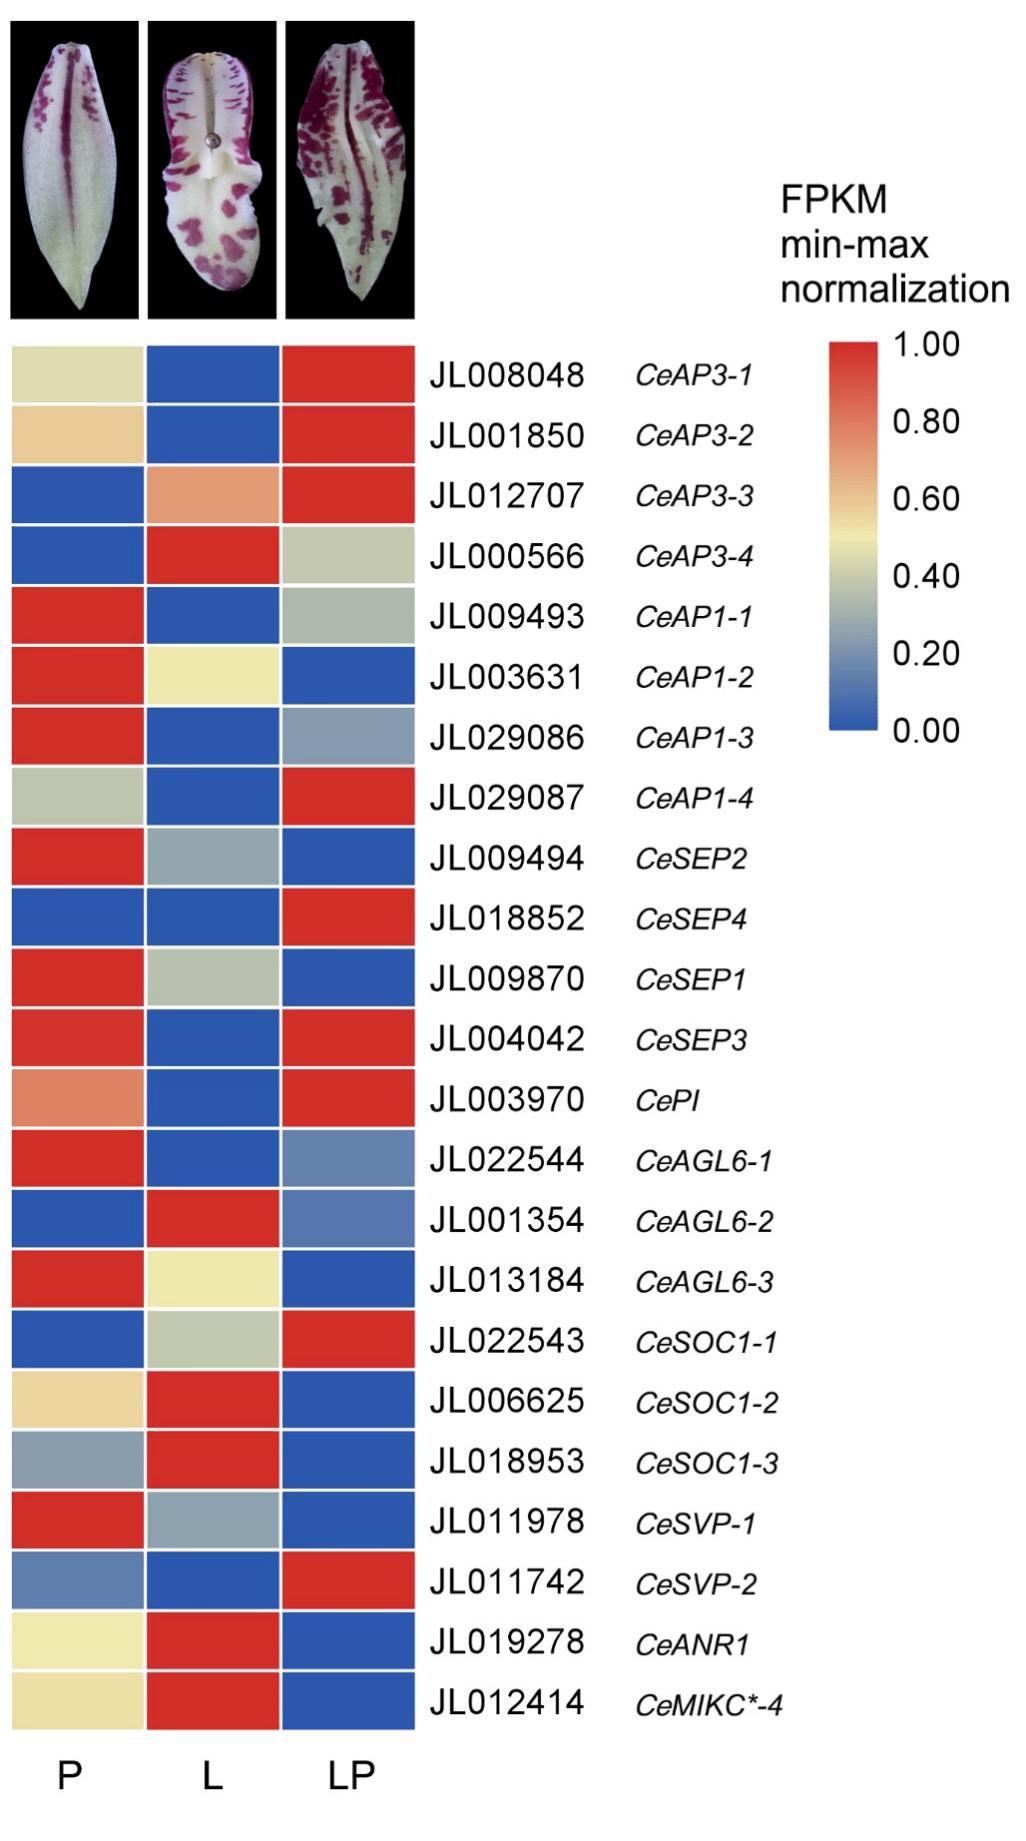 FPKM
min-max
normalization
1.00
0.80
0.60
0.40
0.20
0.00
JL008048 CeAP3-1
JL001850 CeAP3-2
JL012707 CeAP3-3
JL000566 CeAP3-4
JL009493 CeAP1-1
JL003631 CeAP1-2
JL029086 CeAP1-3
JL029087 CeAP1-4
JL009494 CeSEP2
JL018852 CeSEP4
JL009870 CeSEP1
JL004042 CeSEP3
JL003970 CePI
JL022544 CeAGL6-1
JL001354 CeAGL6-2
JL013184 CeAGL6-3
JL022543 CeSOC1-1
JL006625 CeSOC1-2
JL018953 CeSOC1-3
JL011978 CeSVP-1
JL011742 CeSVP-2
JL019278 CeANR1
JL012414 CeMIKC*-4
P L LP